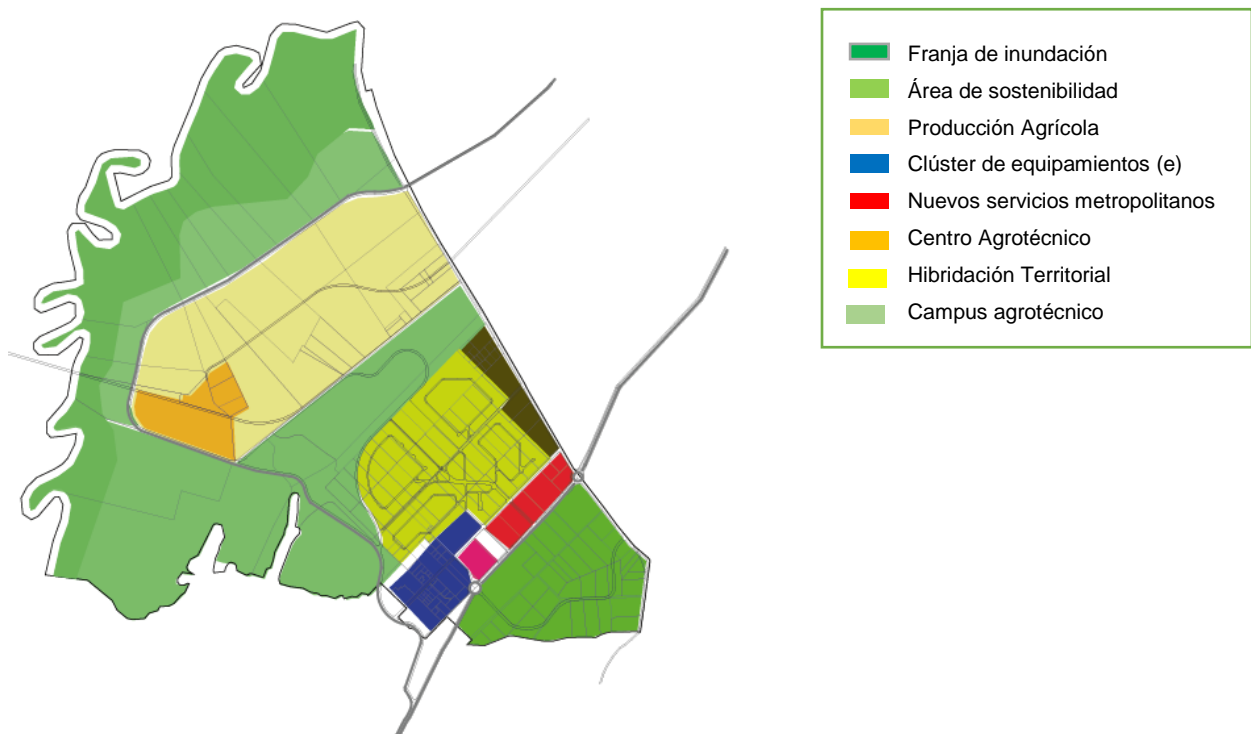 Franja de inundación
Área de sostenibilidad
Producción Agrícola
Clúster de equipamientos (e)
Nuevos servicios metropolitanos
Centro Agrotécnico
Hibridación Territorial
Campus agrotécnico